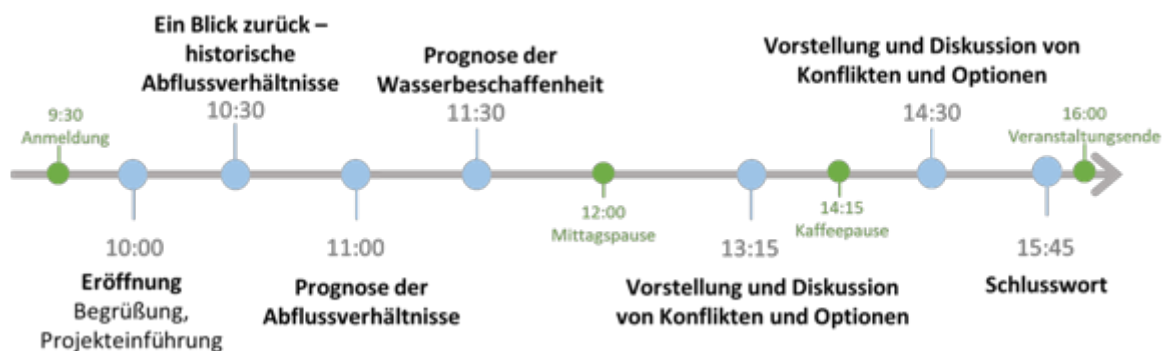 9:30
Anmeldung
10:00
Eröffnung
Begrüßung,
Projekteinführung
Ein Blick zurück –
historische
Abflussverhältnisse
10:30
11:00
Prognose der
Abflussverhältnisse
Prognose der
Wasserbeschaffenheit
11:30
12:00
Mittagspause
13:15
Vorstellung und Diskussion
von Konflikten und Optionen
14:15
Kaffeepause
Vorstellung und Diskussion von
Konflikten und Optionen
14:30
15:45
Schlusswort
16:00
Veranstaltungsende